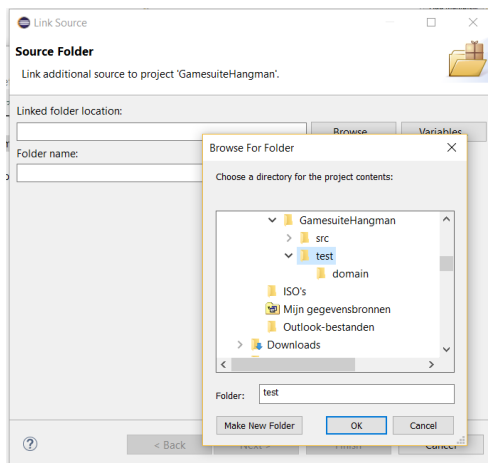 Link Source
Source Folder
Link additional source to project 'GamesuiteHangman'.
Linked folder location:
Browse
Variables
Folder name:
Browse For Folder
Choose a directory for the project contents:
GamesuiteHangman
src
test
domain
ISO's
Mijn gegevensbronnen
Outlook-bestanden
Downloads
Folder: test
Make New Folder OK Cancel
< Back Next > Finish Cancel